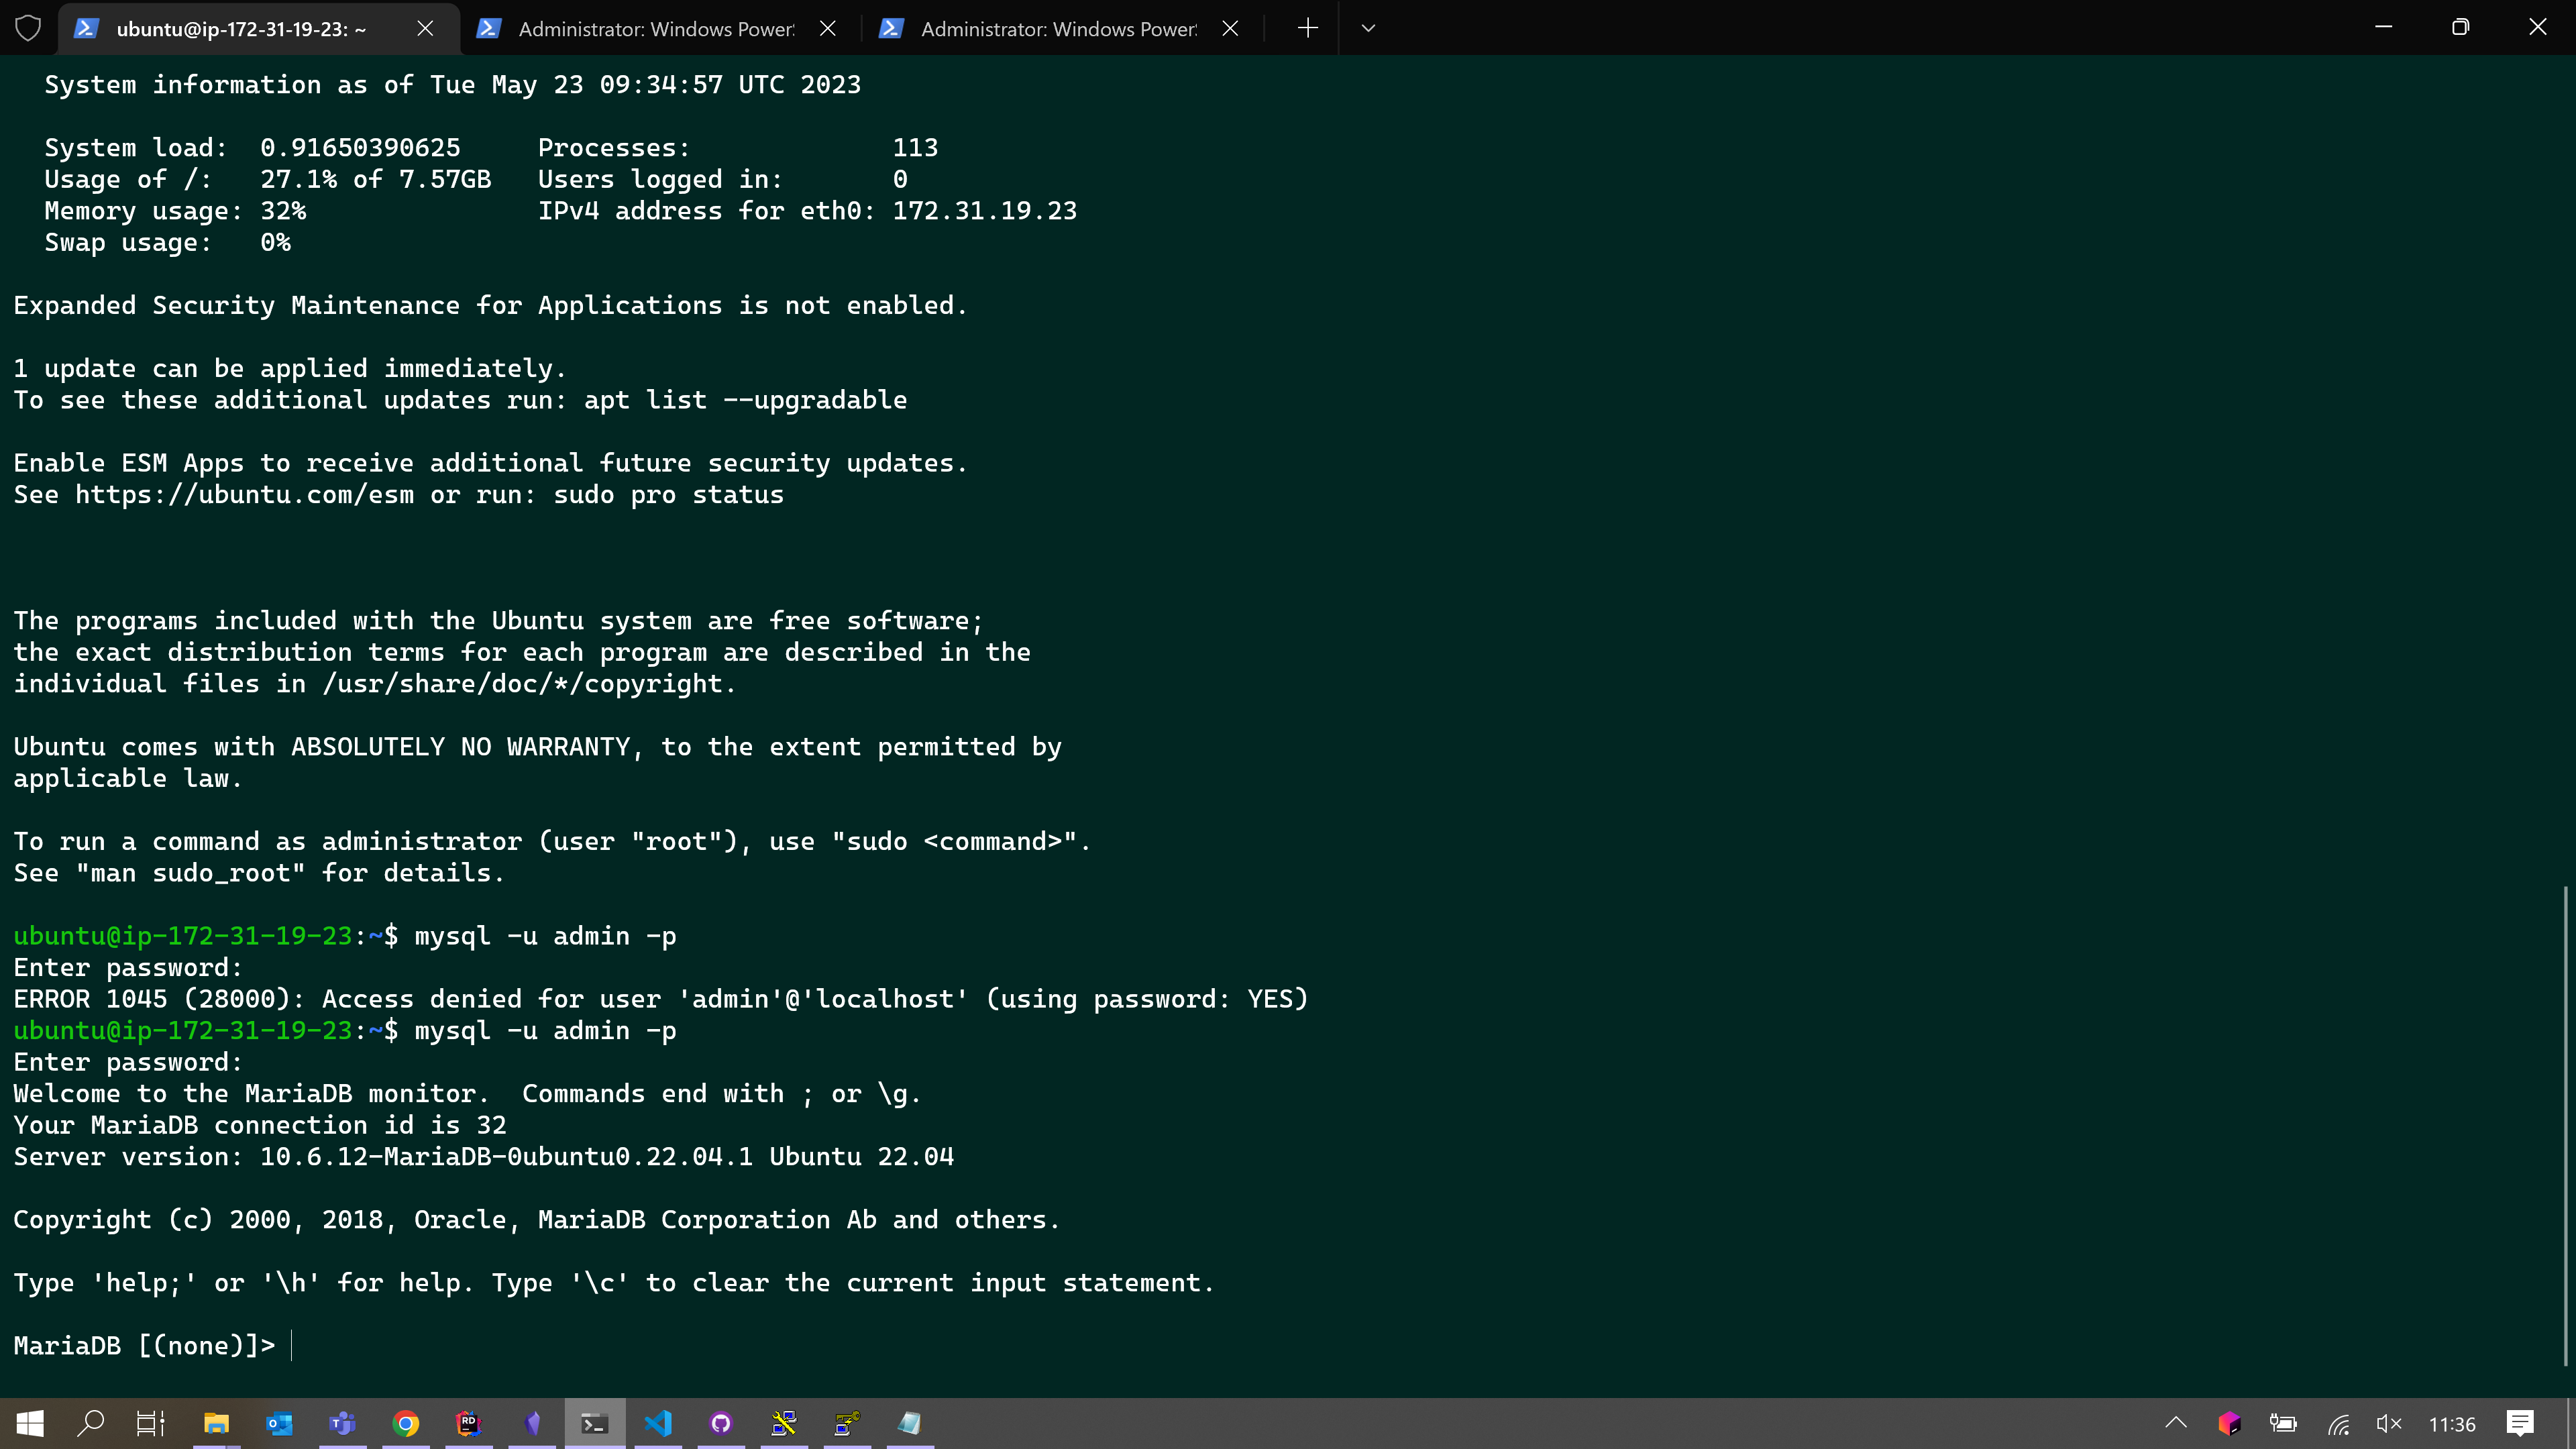 ubuntu@ip-172-31-19-23: ~
Administrator: Windows Power
Administrator: Windows Power
System information as of Tue May 23 09:34:57 UTC 2023
System load:  0.91650390625     Processes:             113
Usage of /:   27.1% of 7.57GB   Users logged in:       0
Memory usage: 32%               IPv4 address for eth0: 172.31.19.23
Swap usage:   0%
Expanded Security Maintenance for Applications is not enabled.
1 update can be applied immediately.
To see these additional updates run: apt list --upgradable
Enable ESM Apps to receive additional future security updates.
See https://ubuntu.com/esm or run: sudo pro status
The programs included with the Ubuntu system are free software;
the exact distribution terms for each program are described in the
individual files in /usr/share/doc/*/copyright.
Ubuntu comes with ABSOLUTELY NO WARRANTY, to the extent permitted by
applicable law.
To run a command as administrator (user "root"), use "sudo <command>".
See "man sudo_root" for details.
ubuntu@ip-172-31-19-23:~$ mysql -u admin -p
Enter password:
ERROR 1045 (28000): Access denied for user 'admin'@'localhost' (using password: YES)
ubuntu@ip-172-31-19-23:~$ mysql -u admin -p
Enter password:
Welcome to the MariaDB monitor.  Commands end with ; or \g.
Your MariaDB connection id is 32
Server version: 10.6.12-MariaDB-0ubuntu0.22.04.1 Ubuntu 22.04
Copyright (c) 2000, 2018, Oracle, MariaDB Corporation Ab and others.
Type 'help;' or '\h' for help. Type '\c' to clear the current input statement.
MariaDB [(none)]>
RD
11:36